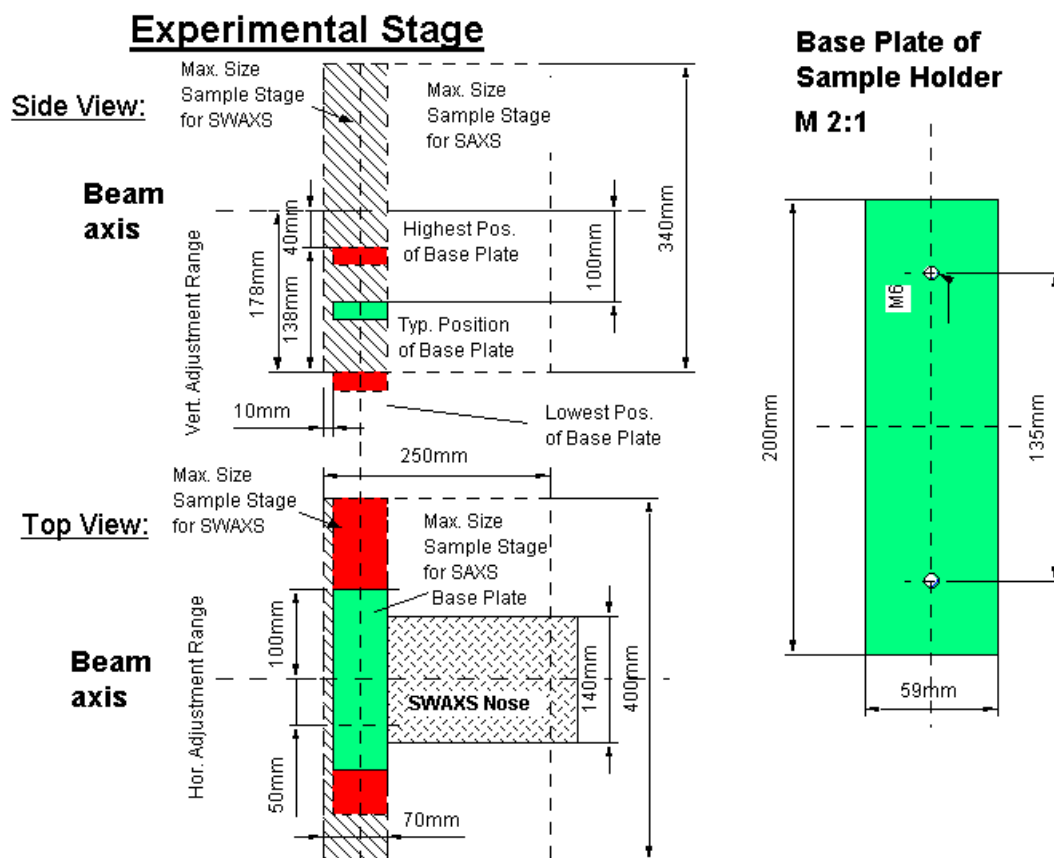 Experimental Stage
Side View:
Max. Size
Sample Stage
for SWAXS
Max. Size
Sample Stage
for SAXS
Beam
axis
Vert. Adjustment Range
178mm
40mm
138mm
Highest Pos.
of Base Plate
100mm
340mm
Typ. Position
of Base Plate
10mm
Lowest Pos.
of Base Plate
250mm
Top View:
Max. Size
Sample Stage
for SWAXS
Max. Size
Sample Stage
for SAXS
Base Plate
Beam
axis
Hor. Adjustment Range
100mm
50mm
SWAXS Nose
140mm
400mm
70mm
Base Plate of
Sample Holder
M 2:1
M6
200mm
135mm
59mm